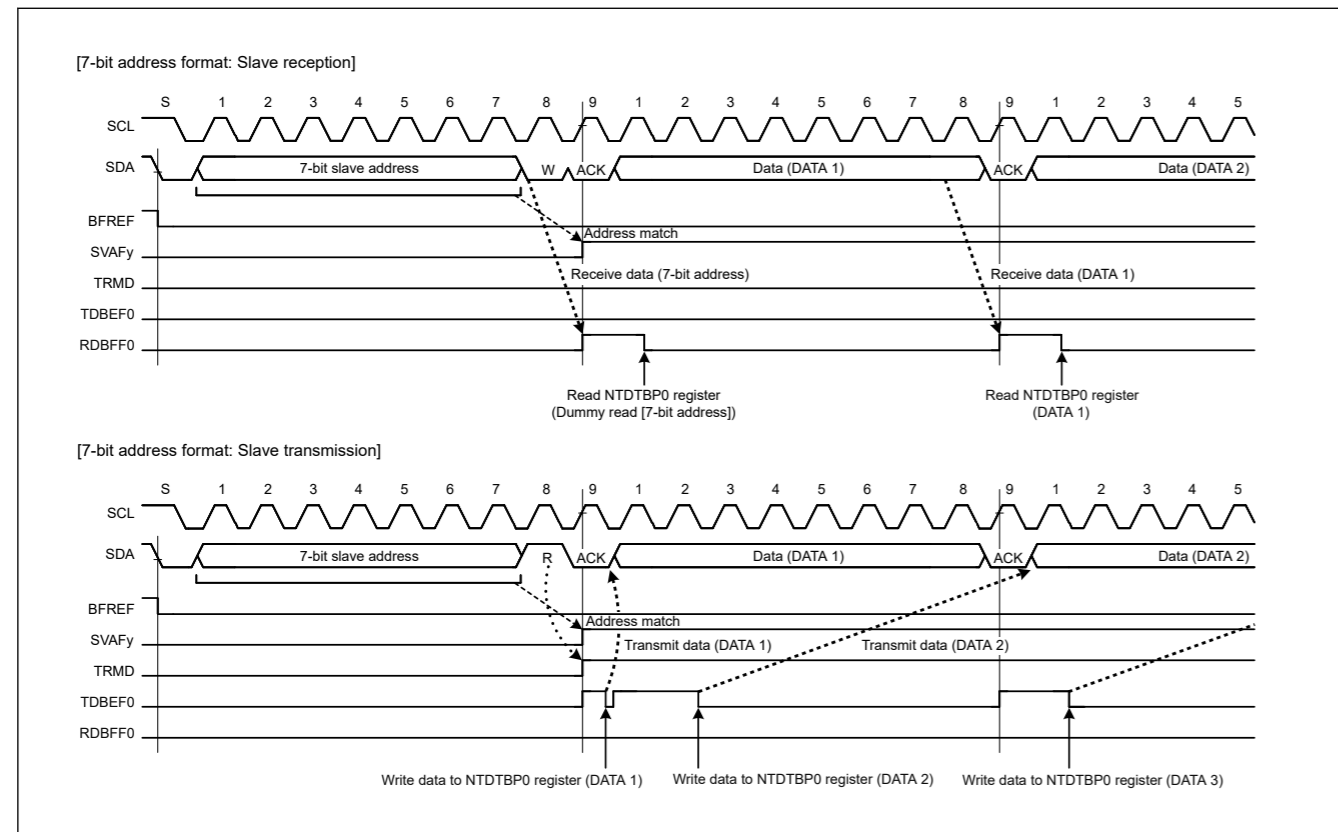 [7-bit address format: Slave reception]
S 1 2 3 4 5 6 7 8 9 1 2 3 4 5 6 7 8 9 1 2 3 4 5
SCL
SDA 7-bit slave address W ACK Data (DATA 1) ACK Data (DATA 2)
BFREF
Address match
SVAFy
TRMD Receive data (7-bit address) Receive data (DATA 1)
TDBEF0
RDBFF0
Read NTDTBP0 register Read NTDTBP0 register
(Dummy read [7-bit address]) (DATA 1)
[7-bit address format: Slave transmission]
S 1 2 3 4 5 6 7 8 9 1 2 3 4 5 6 7 8 9 1 2 3 4 5
SCL
SDA 7-bit slave address R ACK Data (DATA 1) ACK Data (DATA 2)
BFREF
Address match
SVAFy Transmit data (DATA 1) Transmit data (DATA 2)
TRMD
TDBEF0
RDBFF0
Write data to NTDTBP0 register (DATA 1) Write data to NTDTBP0 register (DATA 2) Write data to NTDTBP0 register (DATA 3)